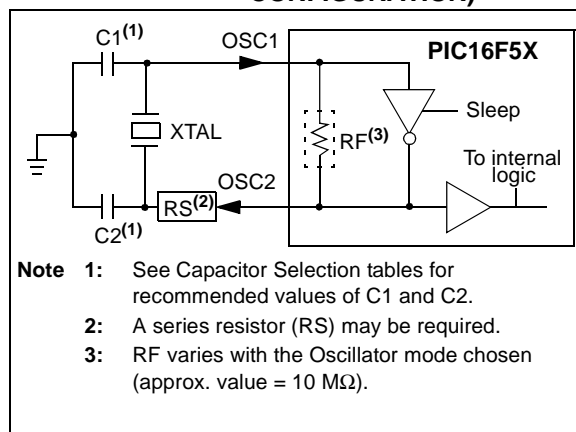 C1(1)
OSC1
PIC16F5X
Sleep
XTAL
RF(3)
To internal
logic
OSC2
RS(2)
C2(1)
Note 1: See Capacitor Selection tables for
recommended values of C1 and C2.
2: A series resistor (RS) may be required.
3: RF varies with the Oscillator mode chosen
(approx. value = 10 MΩ).